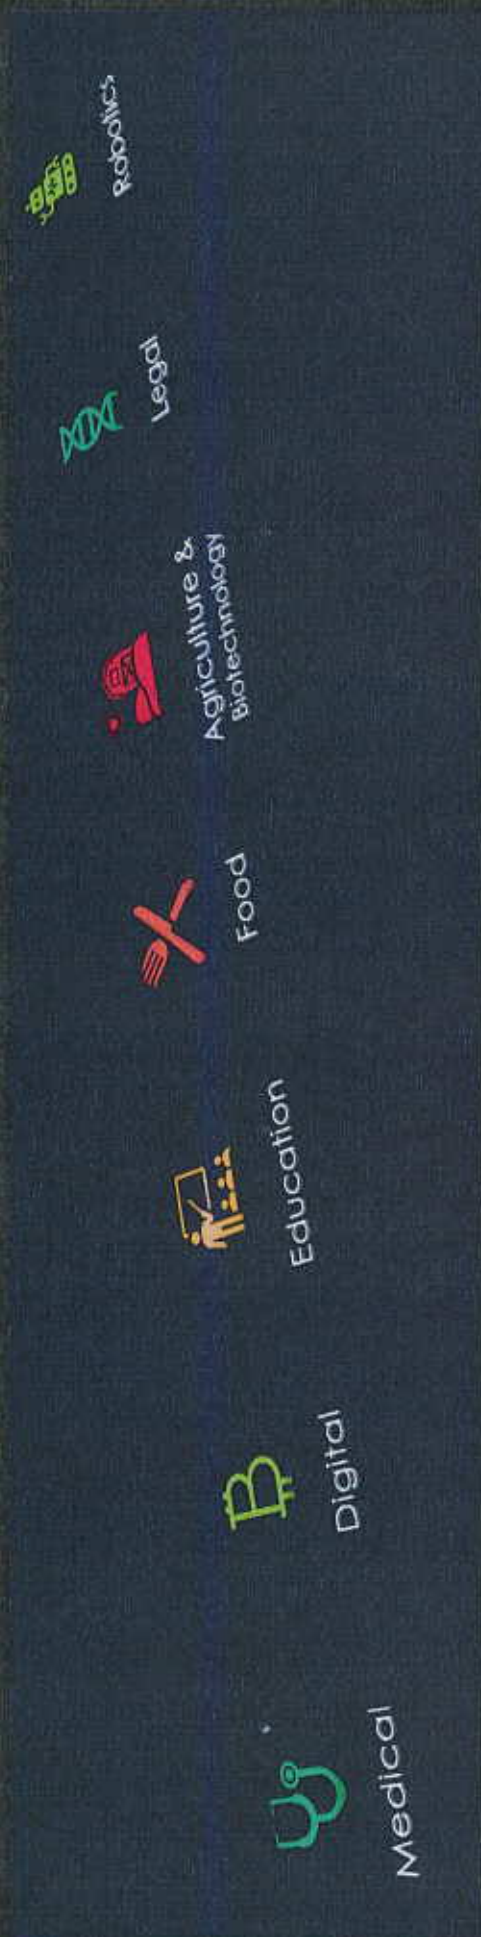 Medical
Digital
Education
Food
Agriculture &
Biotechnology
Legal
Robotics